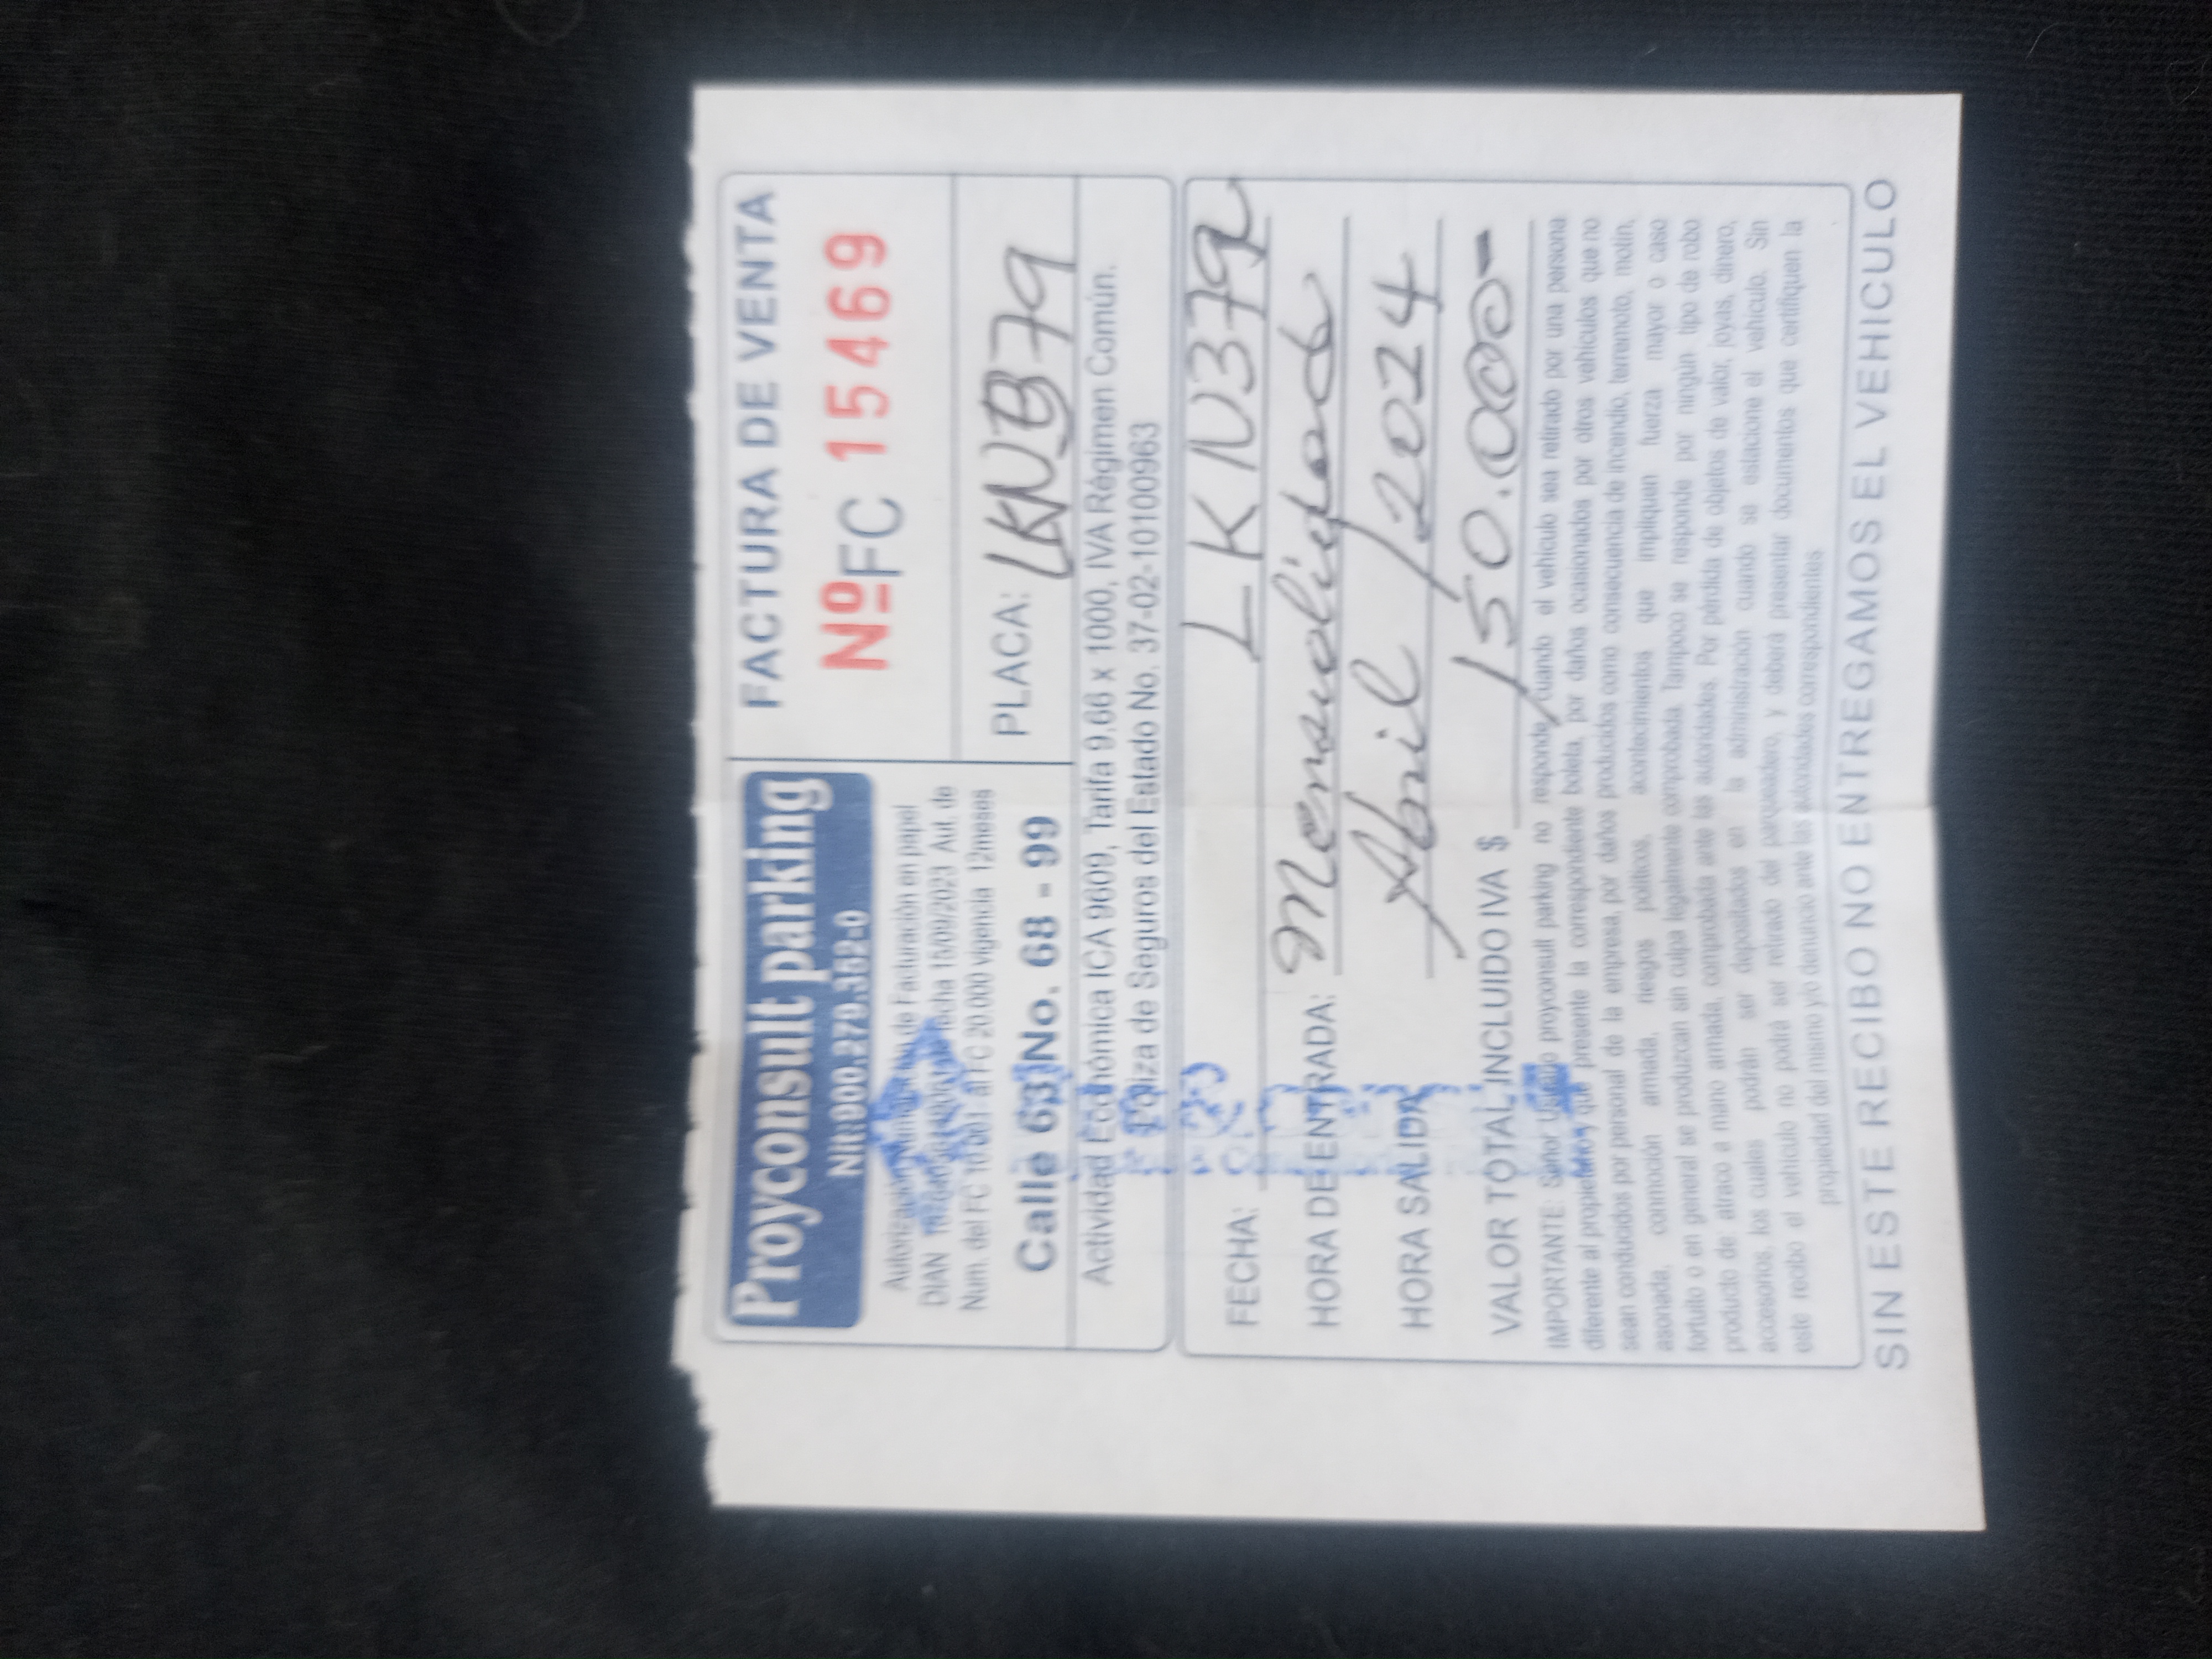 Proyconsult parking
Nit:900.270.352-0
Autorización de Facturación en papel
DIAN fecha 15/09/2023 Aut. de
Num. del FC 10.001 al FC 20.000 vigencia 12meses
Calle 63 No. 68 - 99
FACTURA DE VENTA
Nº FC 15469
PLACA: LKN379
Actividad Económica ICA 9609, Tarifa 9.66 x 1000, IVA Régimen Común.
Póliza de Seguros del Estado No. 37-02-10100963
FECHA: LKN379
HORA DE ENTRADA: Mensualidad
HORA SALIDA Abril /2024
VALOR TOTAL INCLUIDO IVA $ 150.000-
IMPORTANTE: Señor Usuario proyconsult parking no responde cuando el vehículo sea retirado por una persona
diferente al propietario y que presente la correspondiente boleta, por daños ocasionados por otros vehículos que no
sean conducidos por personal de la empresa, por daños producidos como consecuencia de incendio, terremoto, motín,
asonada, conmoción armada, riesgos políticos, acontecimientos que impliquen fuerza mayor o caso
fortuito o en general se produzcan sin culpa legalmente comprobada. Tampoco se responde por ningún tipo de robo
producto de atraco a mano armada, comprobada ante las autoridades. Por pérdida de objetos de valor, joyas, dinero,
accesorios, los cuales podrán ser depositados en la administración cuando se estacione el vehículo. Sin
este recibo el vehículo no podrá ser retirado del parqueadero, y deberá presentar documentos que certifiquen la
propiedad del mismo y/o denuncio ante las autoridades correspondientes
SIN ESTE RECIBO NO ENTREGAMOS EL VEHICULO